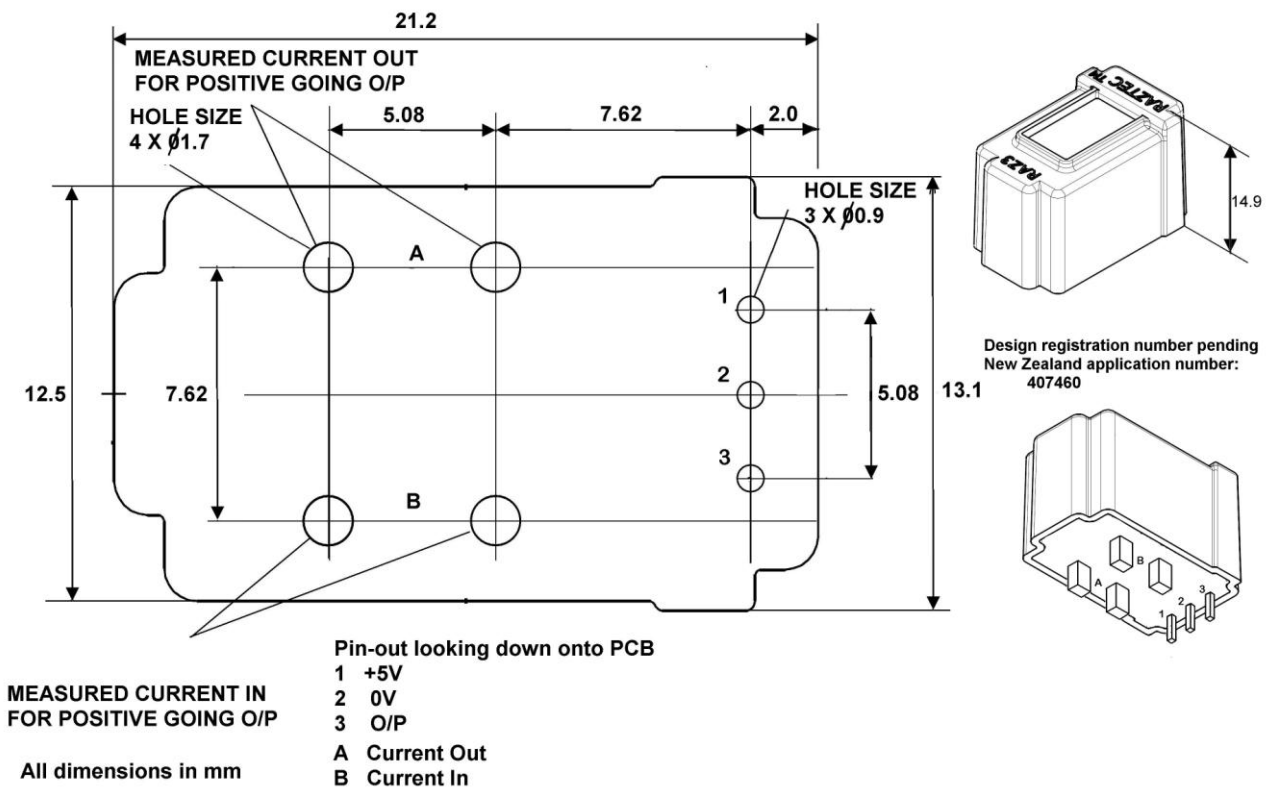 21.2
MEASURED CURRENT OUT
FOR POSITIVE GOING O/P
HOLE SIZE
4 X Ø1.7
5.08
7.62
2.0
HOLE SIZE
3 X Ø0.9
A
1
2
3
B
12.5
7.62
5.08
13.1
RAZTEC TM
RAZ3
14.9
Design registration number pending
New Zealand application number:
407460
B
A
1
2
3
Pin-out looking down onto PCB
1 +5V
2 0V
3 O/P
A Current Out
B Current In
MEASURED CURRENT IN
FOR POSITIVE GOING O/P
All dimensions in mm